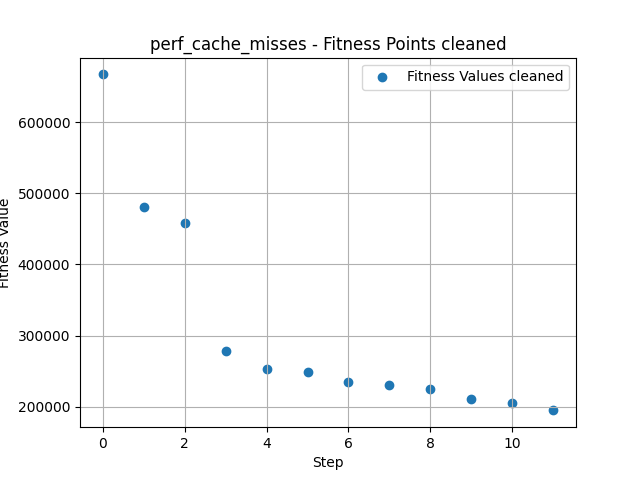 perf_cache_misses - Fitness Points cleaned
Fitness Values cleaned
600000
500000
400000
300000
200000
Fitness Value
0 2 4 6 8 10
Step